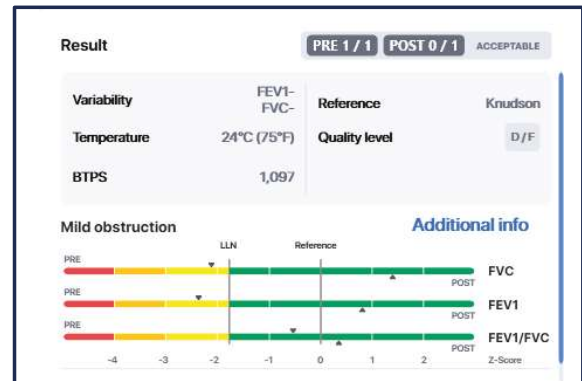 Result
PRE 1 / 1 POST 0 / 1 ACCEPTABLE
Variability FEV1-
FVC-
Reference Knudson
Temperature 24°C (75°F)
Quality level D/F
BTPS 1,097
Mild obstruction
Additional info
LLN Reference
PRE
FVC
POST
PRE
FEV1
POST
PRE
FEV1/FVC
POST
-4 -3 -2 -1 0 1 2 Z-Score